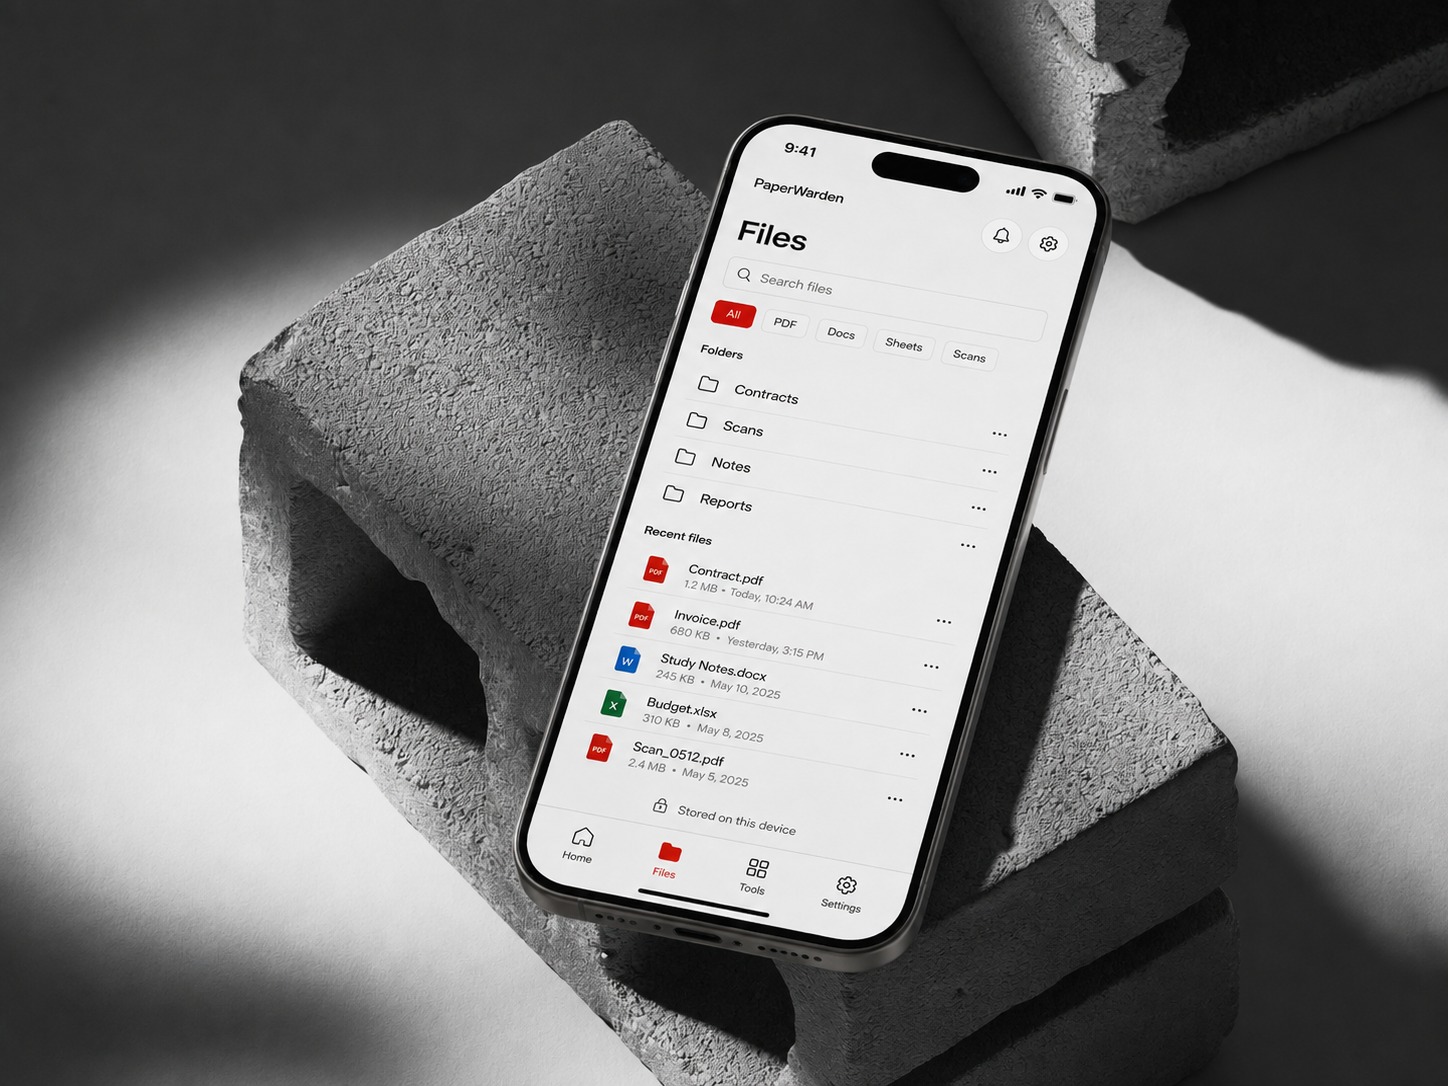 9:41
PaperWarden
Files
Search files
All
PDF
Docs
Sheets
Scans
Folders
Contracts
Scans
Notes
Reports
Recent files
PDF
Contract.pdf
1.2 MB • Today, 10:24 AM
PDF
Invoice.pdf
680 KB • Yesterday, 3:15 PM
W
Study Notes.docx
245 KB • May 10, 2025
X
Budget.xlsx
310 KB • May 8, 2025
PDF
Scan_0512.pdf
2.4 MB • May 5, 2025
Stored on this device
Home
Files
Tools
Settings